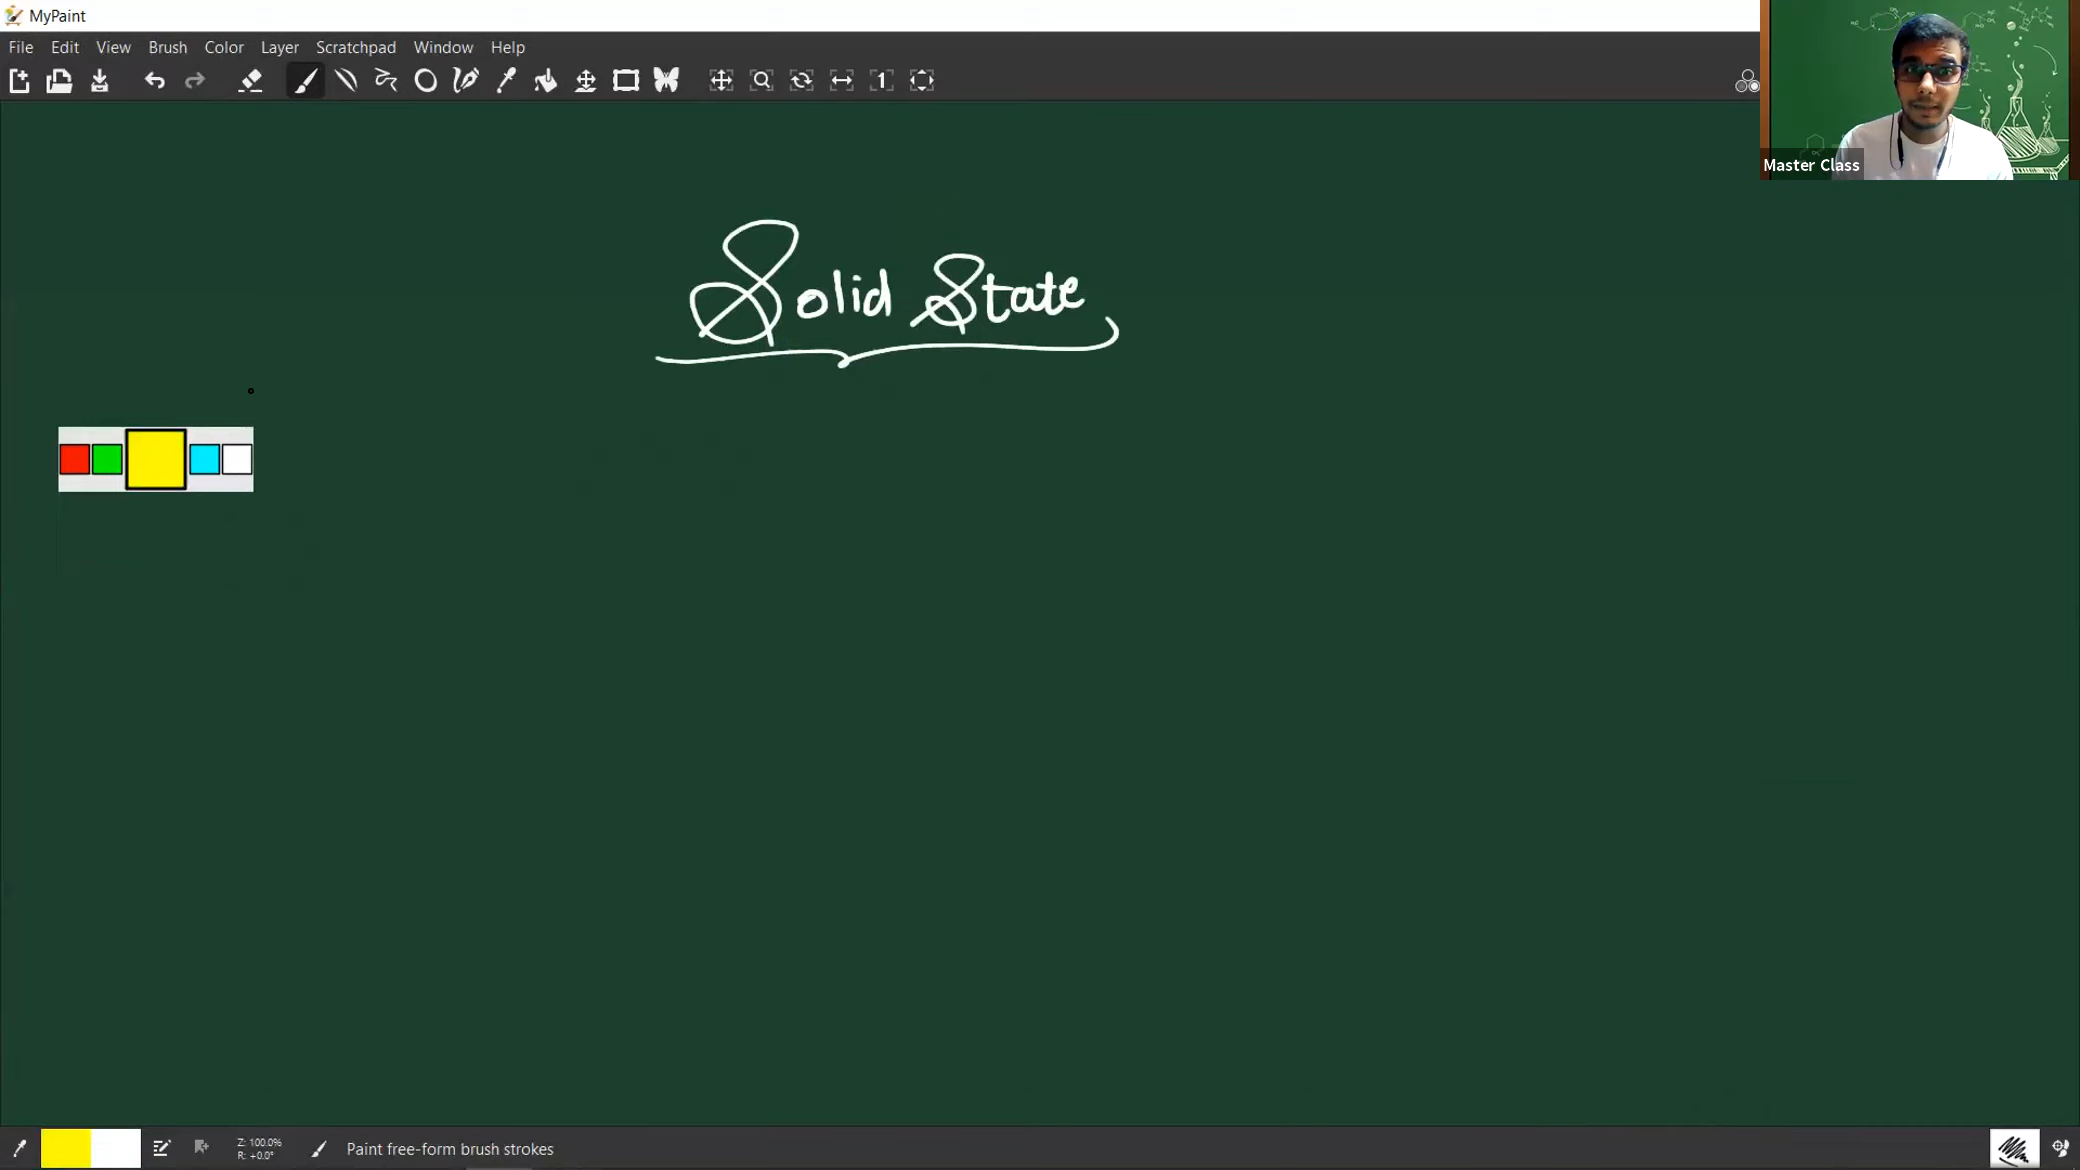 MyPaint
File Edit View Brush Color Layer Scratchpad Window Help
1
Master Class
Solid State
Z: 100.0%
R: +0.0°
Paint free-form brush strokes